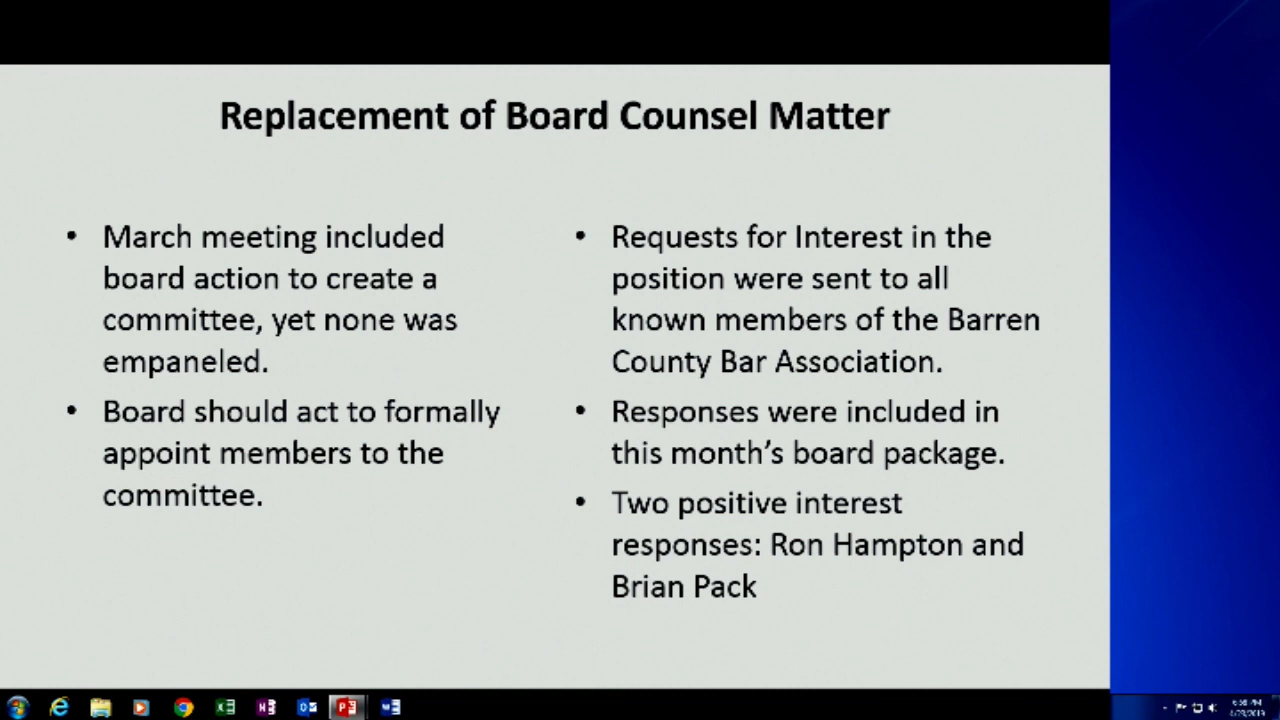 Replacement of Board Counsel Matter
• March meeting included
board action to create a
committee, yet none was
empaneled.
• Board should act to formally
appoint members to the
committee.
• Requests for Interest in the
position were sent to all
known members of the Barren
County Bar Association.
• Responses were included in
this month's board package.
• Two positive interest
responses: Ron Hampton and
Brian Pack